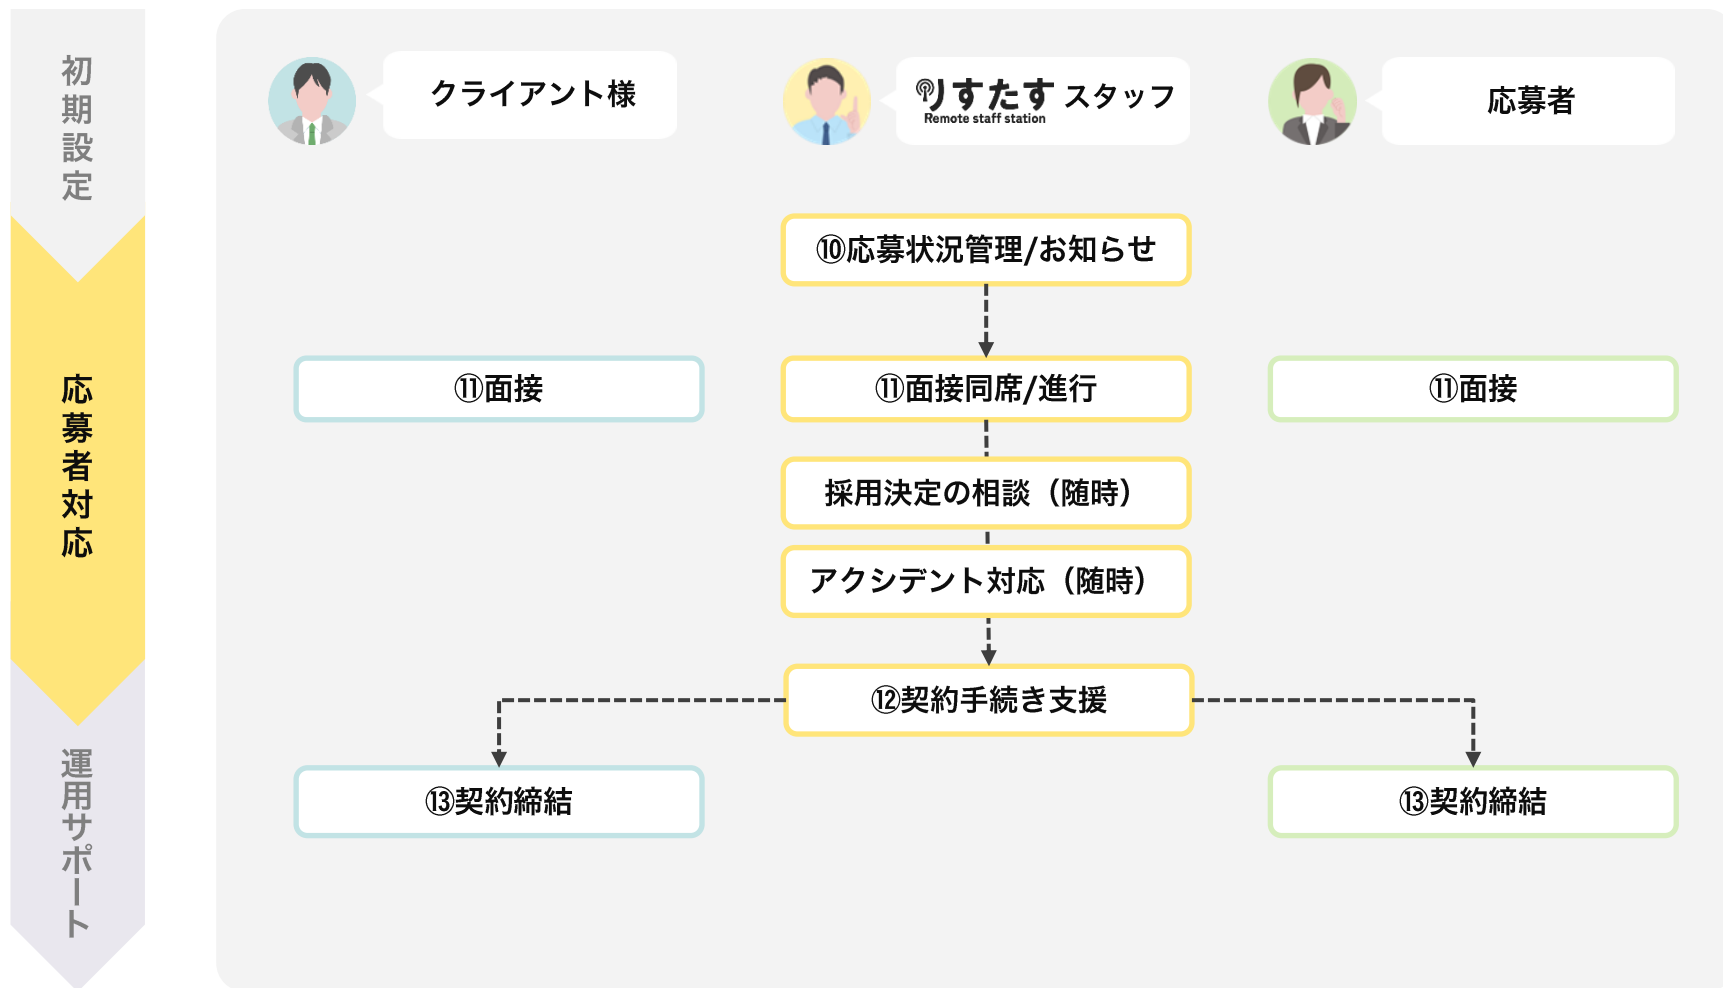 初期設定
応募者対応
運用サポート
クライアント様
りすたす スタッフ
Remote staff station
応募者
⑩応募状況管理/お知らせ
⑪面接
⑪面接同席/進行
⑪面接
採用決定の相談（随時）
アクシデント対応（随時）
⑫契約手続き支援
⑬契約締結
⑬契約締結